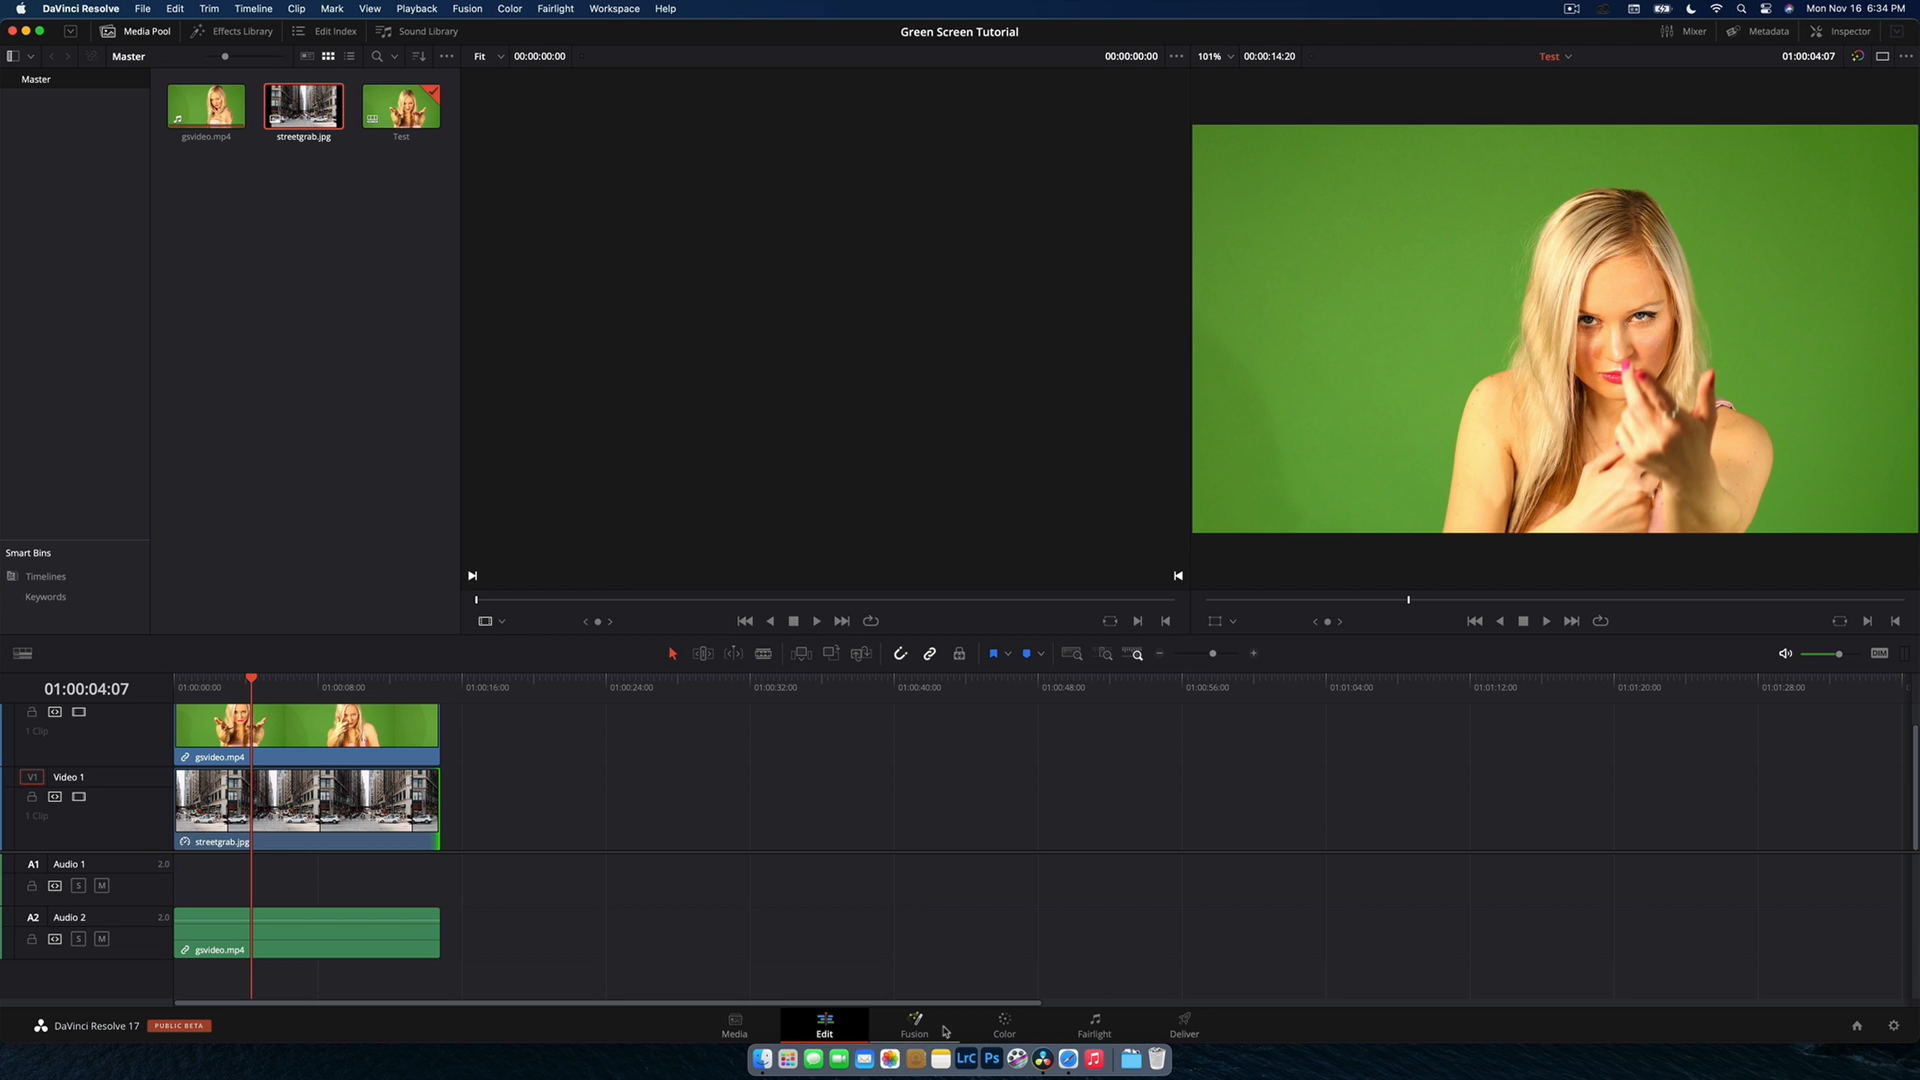 DaVinci Resolve File Edit Trim Timeline Clip Mark View Playback Fusion Color Fairlight Workspace Help Mon Nov 16 6:34 PM
Media Pool Effects Library Edit Index Sound Library Green Screen Tutorial Mixer Metadata Inspector
Master Fit 00:00:00:00 00:00:00:00 101% 00:00:14:20 Test 01:00:04:07
Master
gsvideo.mp4 streetgrab.jpg Test
Smart Bins
Timelines
Keywords
DIM
01:00:04:07 01:00:00:00 01:00:08:00 01:00:16:00 01:00:24:00 01:00:32:00 01:00:40:00 01:00:48:00 01:00:56:00 01:01:04:00 01:01:12:00 01:01:20:00 01:01:28:00
1 Clip
gsvideo.mp4
V1 Video 1
1 Clip
streetgrab.jpg
A1 Audio 1 2.0
S M
A2 Audio 2 2.0
S M
gsvideo.mp4
DaVinci Resolve 17 PUBLIC BETA Media Edit Fusion Color Fairlight Deliver
LrC Ps